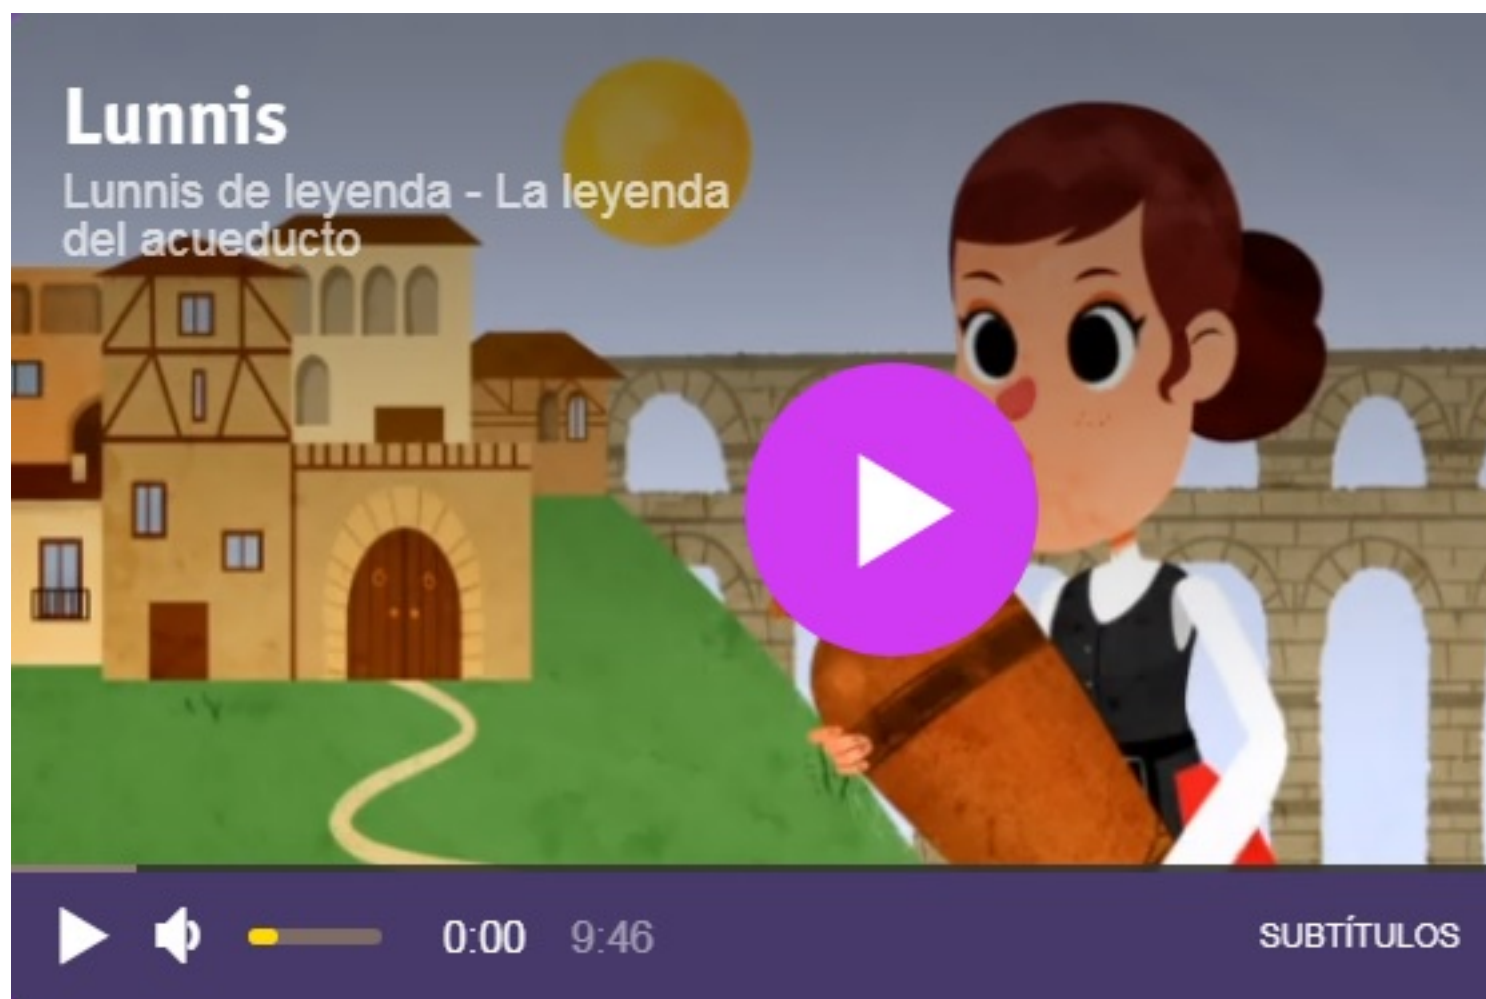 Lunnis
Lunnis de leyenda - La leyenda
del acueducto
0:00 9:46 SUBTÍTULOS